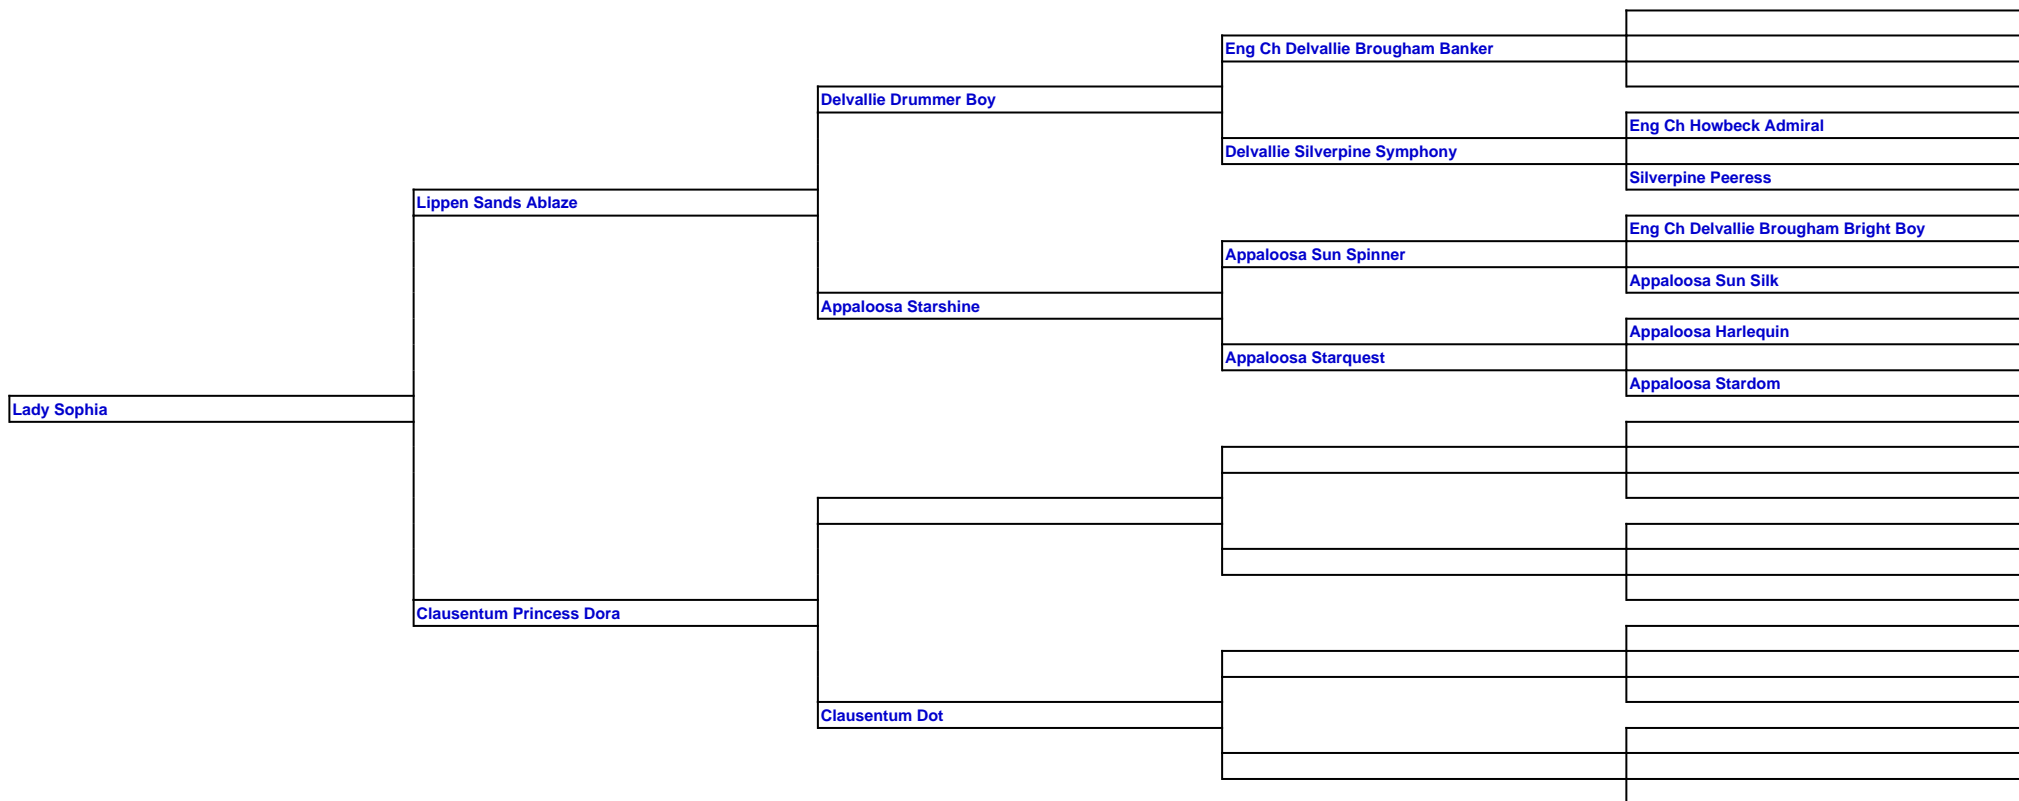 Eng Ch Delvallie Brougham Banker
Delvallie Drummer Boy
Eng Ch Howbeck Admiral
Delvallie Silverpine Symphony
Silverpine Peeress
Lippen Sands Ablaze
Eng Ch Delvallie Brougham Bright Boy
Appaloosa Sun Spinner
Appaloosa Sun Silk
Appaloosa Starshine
Appaloosa Harlequin
Appaloosa Starquest
Appaloosa Stardom
Lady Sophia
Clausentum Princess Dora
Clausentum Dot